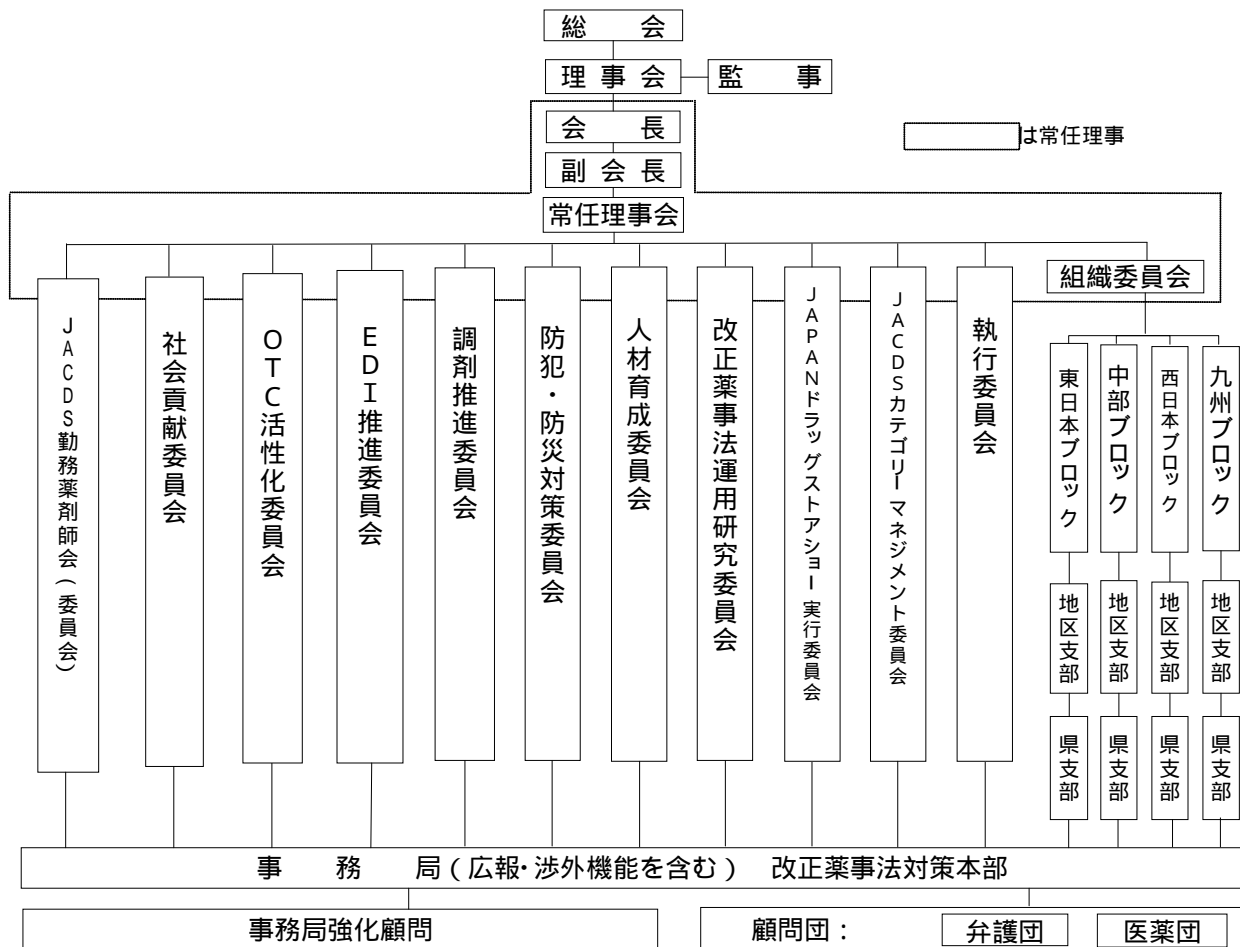 総　会
理事会
監　事
会　長
は常任理事
副会長
常任理事会
組織委員会
JACDS勤務薬剤師会(委員会)
社会貢献委員会
OTC活性化委員会
EDI推進委員会
調剤推進委員会
防犯・防災対策委員会
人材育成委員会
改正薬事法運用研究委員会
JAPANドラッグストアショー実行委員会
JACDSカテゴリーマネジメント委員会
執行委員会
東日本ブロック
中部ブロック
西日本ブロック
九州ブロック
地区支部
地区支部
地区支部
地区支部
県支部
県支部
県支部
県支部
事　務　局(広報・渉外機能を含む)　改正薬事法対策本部
事務局強化顧問
顧問団：
弁護団
医薬団